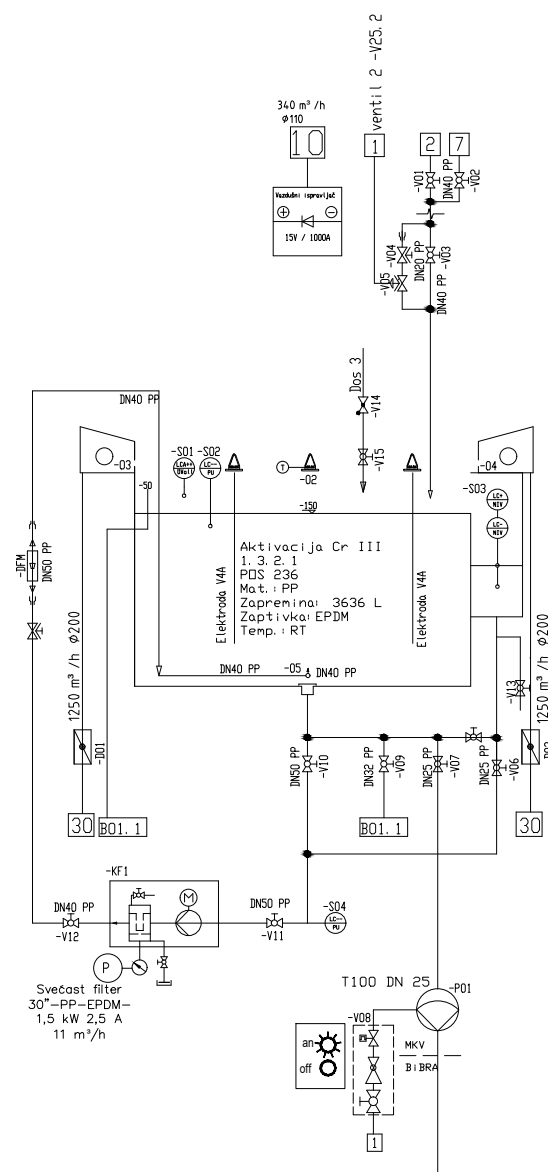 ventil 2 -V25.2
340 m³/h
ø110
10
1
2
7
-V01
DN40 PP
-V02
Vazdušni ispravljač
15V / 1000A
-V04
DN20 PP
-V03
-V05
DN40 PP
Dos 3
-V14
-V15
DN40 PP
-03
-S01
-S02
LCA++
LC--
PU
T
-02
-04
-S03
LC+
NIV
LC-
NIV
-50
-150
-DFM
DN50 PP
Elektroda V4A
Aktivacija Cr III
1.3.2.1
POS 236
Mat.: PP
Zapremina: 3636 L
Zaptivka: EPDM
Temp.: RT
Elektroda V4A
DN40 PP
-05
DN40 PP
1250 m³/h ø200
-D01
-V13
1250 m³/h ø200
DN50 PP
-V10
DN32 PP
-V09
DN25 PP
-V07
DN25 PP
-V06
30
B01.1
B01.1
30
-KF1
M
DN40 PP
-V12
DN50 PP
-V11
-S04
LC--
PU
P
Svećast filter
30"-PP-EPDM-
1,5 kW 2,5 A
11 m³/h
T100 DN 25
-P01
-V08
an
off
MKV
BiBRA
1